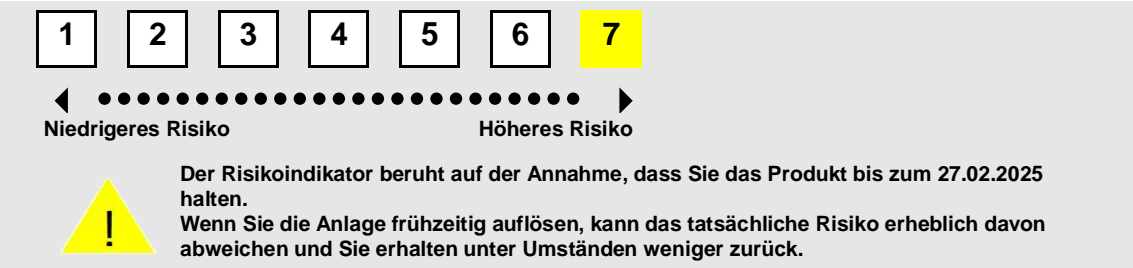 1 2 3 4 5 6 7
Niedrigeres Risiko Höheres Risiko
Der Risikoindikator beruht auf der Annahme, dass Sie das Produkt bis zum 27.02.2025
halten.
Wenn Sie die Anlage frühzeitig auflösen, kann das tatsächliche Risiko erheblich davon
abweichen und Sie erhalten unter Umständen weniger zurück.
!